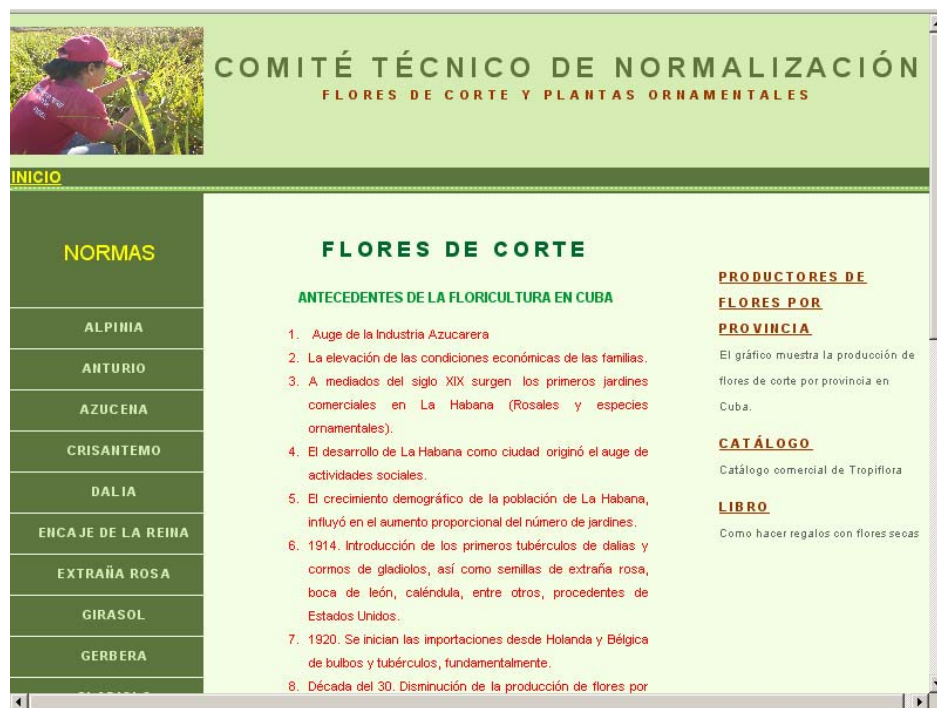 COMITÉ TÉCNICO DE NORMALIZACIÓN
FLORES DE CORTE Y PLANTAS ORNAMENTALES
INICIO
NORMAS
ALPINIA
ANTURIO
AZUCENA
CRISANTEMO
DALIA
ENCAJE DE LA REINA
EXTRAÑA ROSA
GIRASOL
GERBERA
FLORES DE CORTE
ANTECEDENTES DE LA FLORICULTURA EN CUBA
1. Auge de la Industria Azucarera
2. La elevación de las condiciones económicas de las familias.
3. A mediados del siglo XIX surgen los primeros jardines
comerciales en La Habana (Rosales y especies
ornamentales).
4. El desarrollo de La Habana como ciudad originó el auge de
actividades sociales.
5. El crecimiento demográfico de la población de La Habana,
influyó en el aumento proporcional del número de jardines.
6. 1914. Introducción de los primeros tubérculos de dalias y
cormos de gladiolos, así como semillas de extraña rosa,
boca de león, caléndula, entre otros, procedentes de
Estados Unidos.
7. 1920. Se inician las importaciones desde Holanda y Bélgica
de bulbos y tubérculos, fundamentalmente.
8. Década del 30. Disminución de la producción de flores por
PRODUCTORES DE
FLORES POR
PROVINCIA
El gráfico muestra la producción de
flores de corte por provincia en
Cuba.
CATÁLOGO
Catálogo comercial de Tropiflora
LIBRO
Como hacer regalos con flores secas